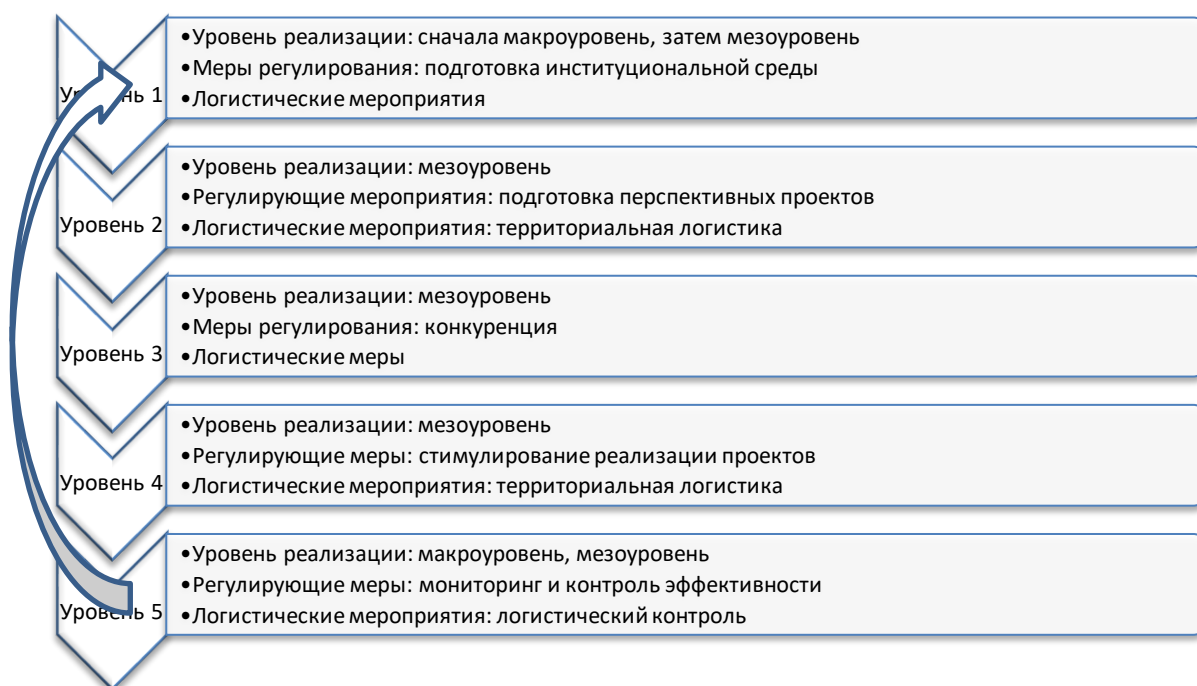 •Уровень реализации: сначала макроуровень, затем мезоуровень
•Меры регулирования: подготовка институциональной среды
Уровень 1
•Логистические мероприятия
•Уровень реализации: мезоуровень
•Регулирующие мероприятия: подготовка перспективных проектов
Уровень 2
•Логистические мероприятия: территориальная логистика
•Уровень реализации: мезоуровень
•Меры регулирования: конкуренция
Уровень 3
•Логистические меры
•Уровень реализации: мезоуровень
•Регулирующие меры: стимулирование реализации проектов
Уровень 4
•Логистические мероприятия: территориальная логистика
•Уровень реализации: макроуровень, мезоуровень
•Регулирующие меры: мониторинг и контроль эффективности
Уровень 5
•Логистические мероприятия: логистический контроль